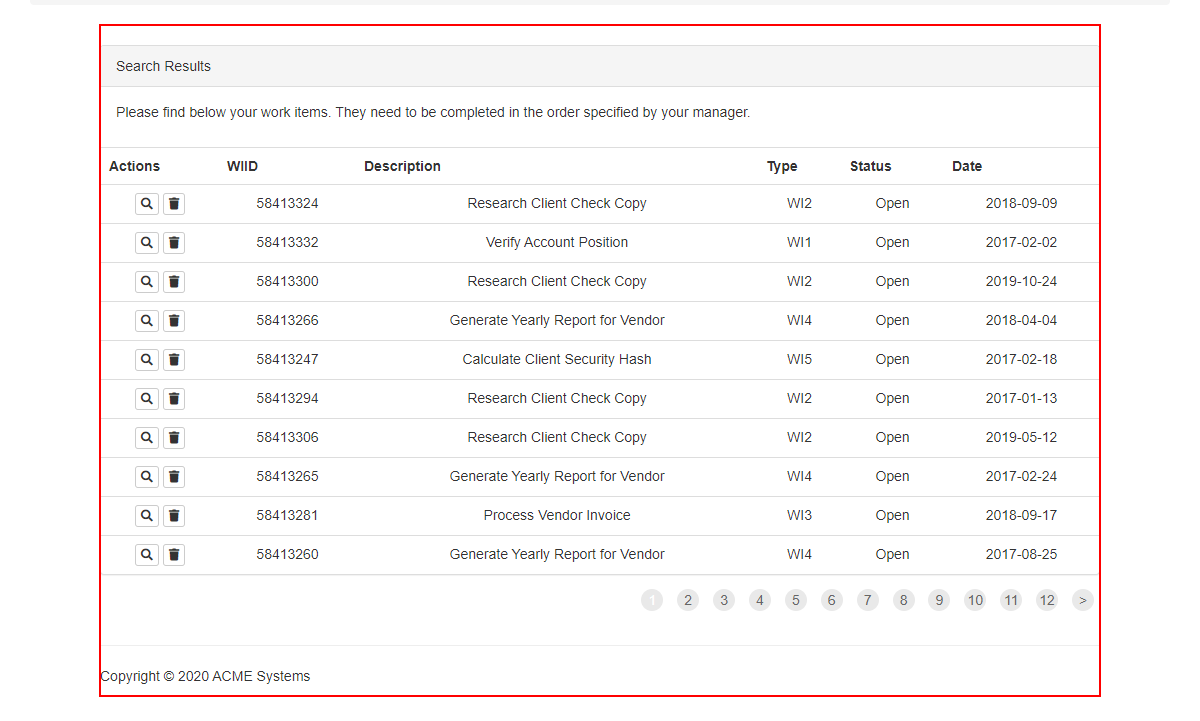 Search Results
Please find below your work items. They need to be completed in the order specified by your manager.
Actions WIID Description Type Status Date
58413324 Research Client Check Copy WI2 Open 2018-09-09
58413332 Verify Account Position WI1 Open 2017-02-02
58413300 Research Client Check Copy WI2 Open 2019-10-24
58413266 Generate Yearly Report for Vendor WI4 Open 2018-04-04
58413247 Calculate Client Security Hash WI5 Open 2017-02-18
58413294 Research Client Check Copy WI2 Open 2017-01-13
58413306 Research Client Check Copy WI2 Open 2019-05-12
58413265 Generate Yearly Report for Vendor WI4 Open 2017-02-24
58413281 Process Vendor Invoice WI3 Open 2018-09-17
58413260 Generate Yearly Report for Vendor WI4 Open 2017-08-25
1 2 3 4 5 6 7 8 9 10 11 12 >
Copyright © 2020 ACME Systems